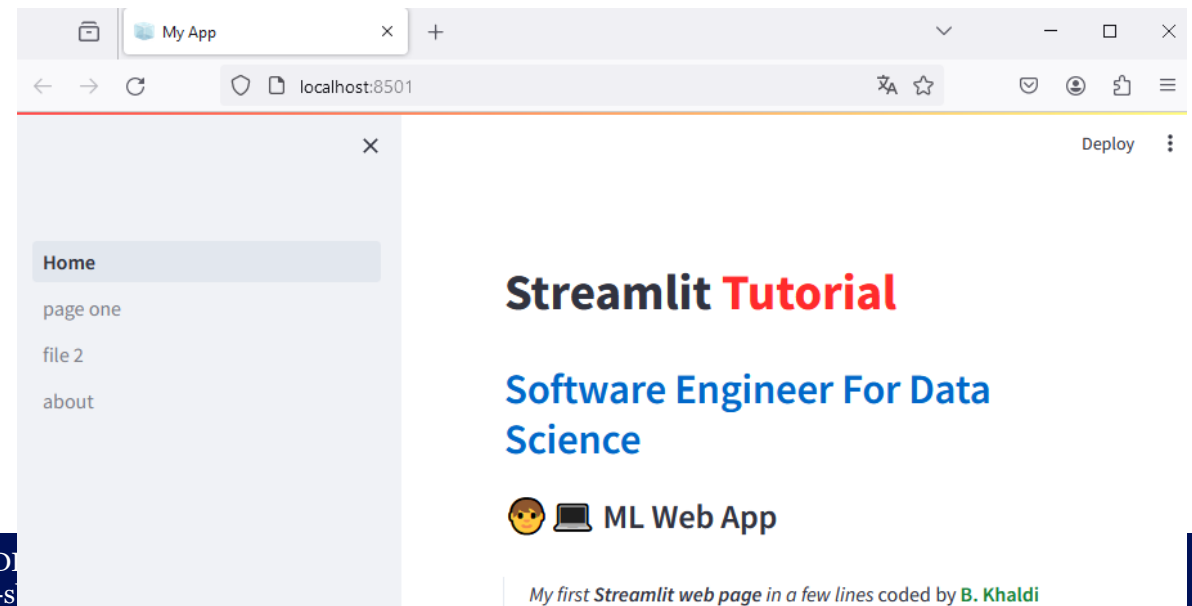 My App
localhost:8501
Deploy
Home
page one
file 2
about
Streamlit Tutorial
Software Engineer For Data
Science
🧑💻 ML Web App
My first Streamlit web page in a few lines coded by B. Khaldi